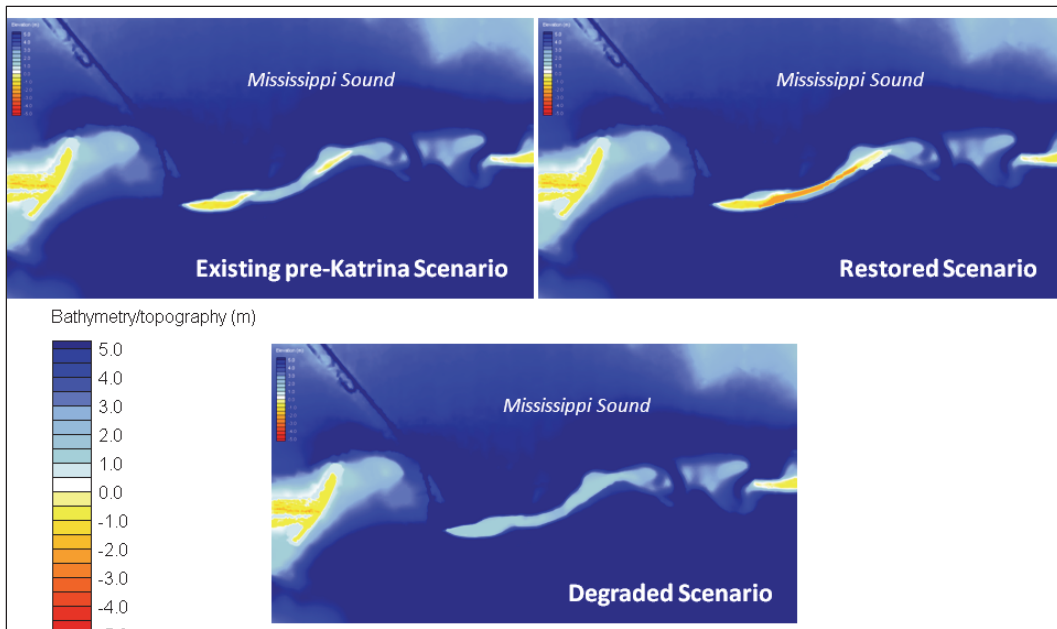 Mississippi Sound
Existing pre-Katrina Scenario
Mississippi Sound
Restored Scenario
Bathymetry/topography (m)
5.0
4.0
3.0
2.0
1.0
0.0
-1.0
-2.0
-3.0
-4.0
Mississippi Sound
Degraded Scenario